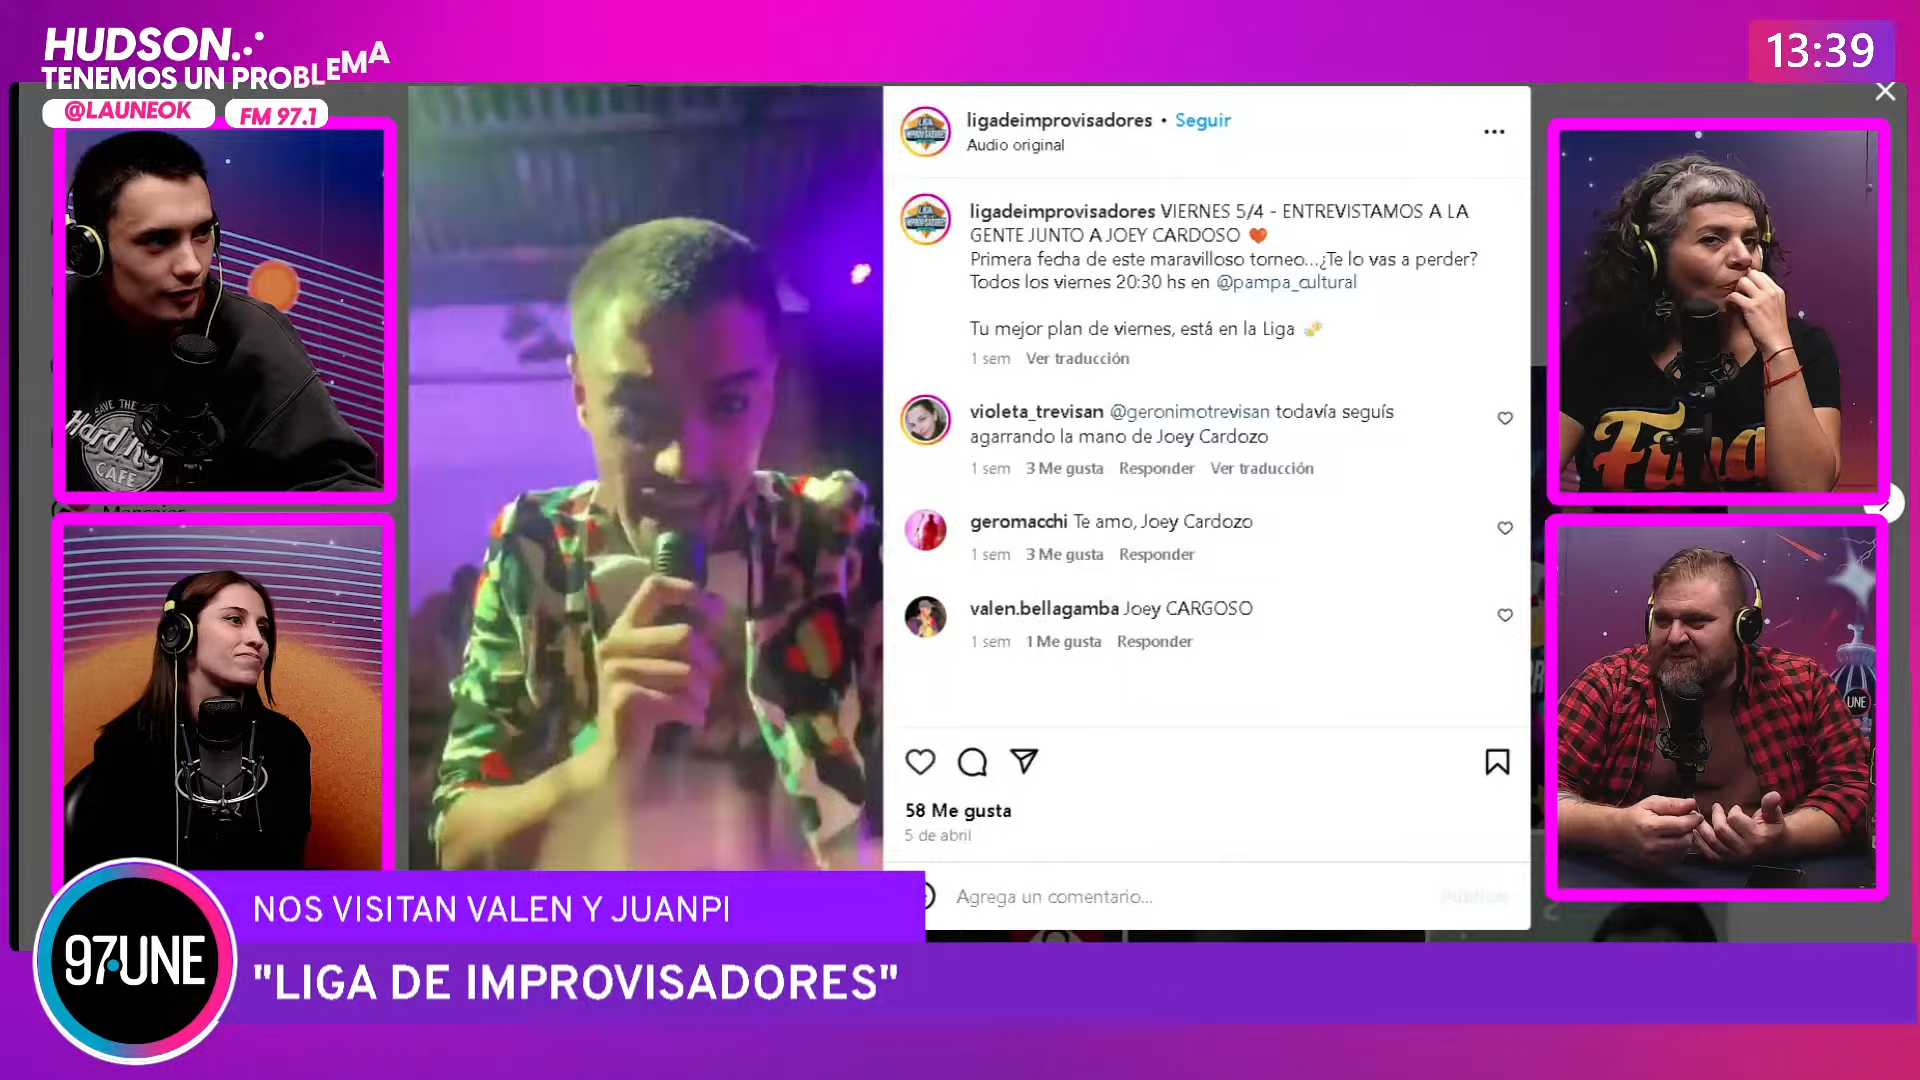 HUDSON
TENEMOS UN PROBLEMA
@LAUNEOK
FM 97.1
13:39
SAVE THE
Hard
CAFE
Mensajes
ligadeimprovisadores • Seguir
Audio original
ligadeimprovisadores VIERNES 5/4 - ENTREVISTAMOS A LA
GENTE JUNTO A JOEY CARDOSO ❤️
Primera fecha de este maravilloso torneo...¿Te lo vas a perder?
Todos los viernes 20:30 hs en @pampa_cultural
Tu mejor plan de viernes, está en la Liga
1 sem Ver traducción
violeta_trevisan @geronimotrevisan todavía seguís
agarrando la mano de Joey Cardozo
1 sem 3 Me gusta Responder Ver traducción
geromacchi Te amo, Joey Cardozo
1 sem 3 Me gusta Responder
valen.bellagamba Joey CARGOSO
1 sem 1 Me gusta Responder
58 Me gusta
5 de abril
Agrega un comentario...
Publicar
UNE
NOS VISITAN VALEN Y JUANPI
97UNE
"LIGA DE IMPROVISADORES"